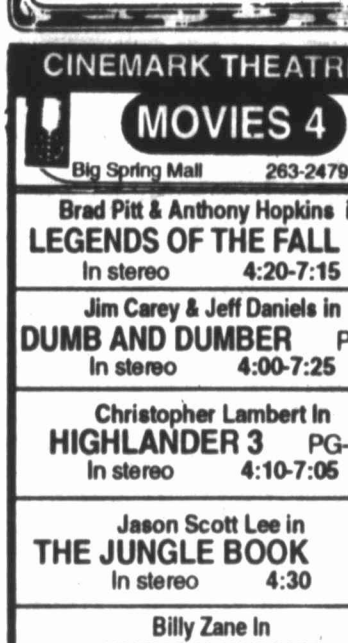 CINEMARK THEATRE
MOVIES 4
Big Spring Mall 263-2479
Brad Pitt & Anthony Hopkins
LEGENDS OF THE FALL
In stereo 4:20-7:15
Jim Carey & Jeff Daniels in
DUMB AND DUMBER P
In stereo 4:00-7:25
Christopher Lambert In
HIGHLANDER 3 PG-
In stereo 4:10-7:05
Jason Scott Lee in
THE JUNGLE BOOK
In stereo 4:30
Billy Zane In